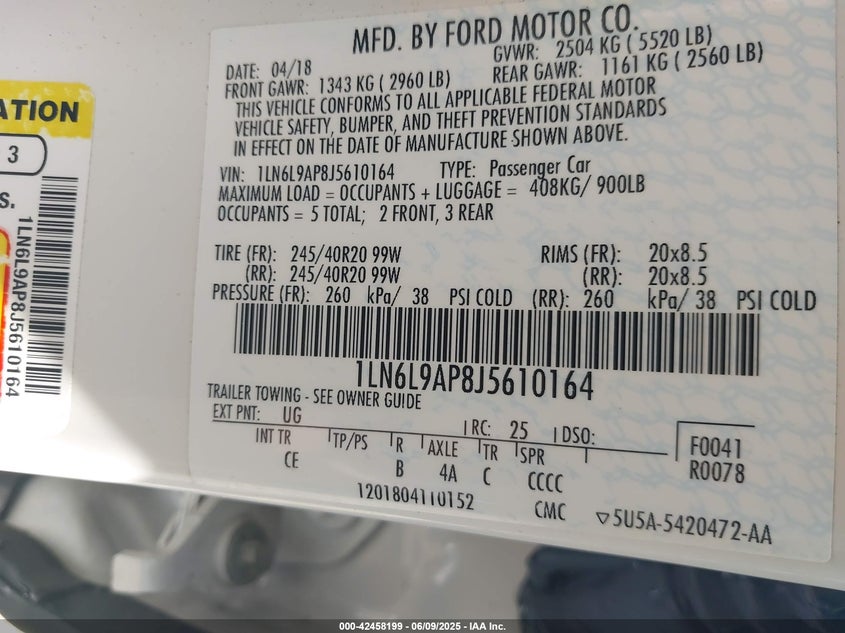 ATION
3
S.
1LN6L9AP8J5610164
MFD. BY FORD MOTOR CO.
DATE: 04/18 GVWR: 2504 KG ( 5520 LB)
FRONT GAWR: 1343 KG ( 2960 LB) REAR GAWR: 1161 KG ( 2560 LB)
THIS VEHICLE CONFORMS TO ALL APPLICABLE FEDERAL MOTOR
VEHICLE SAFETY, BUMPER, AND THEFT PREVENTION STANDARDS
IN EFFECT ON THE DATE OF MANUFACTURE SHOWN ABOVE.
VIN: 1LN6L9AP8J5610164 TYPE: Passenger Car
MAXIMUM LOAD = OCCUPANTS + LUGGAGE = 408KG/ 900LB
OCCUPANTS = 5 TOTAL; 2 FRONT, 3 REAR
TIRE (FR): 245/40R20 99W RIMS (FR): 20x8.5
(RR): 245/40R20 99W (RR): 20x8.5
PRESSURE (FR): 260 kPa/ 38 PSI COLD (RR): 260 kPa/ 38 PSI COLD
1LN6L9AP8J5610164
TRAILER TOWING - SEE OWNER GUIDE
EXT PNT: UG RC: 25 DSO:
INT TR TP/PS R AXLE TR SPR F0041
CE B 4A C CCCC R0078
1201804110152 CMC ▽5U5A-5420472-AA
000-42458199 - 06/09/2025 - IAA Inc.